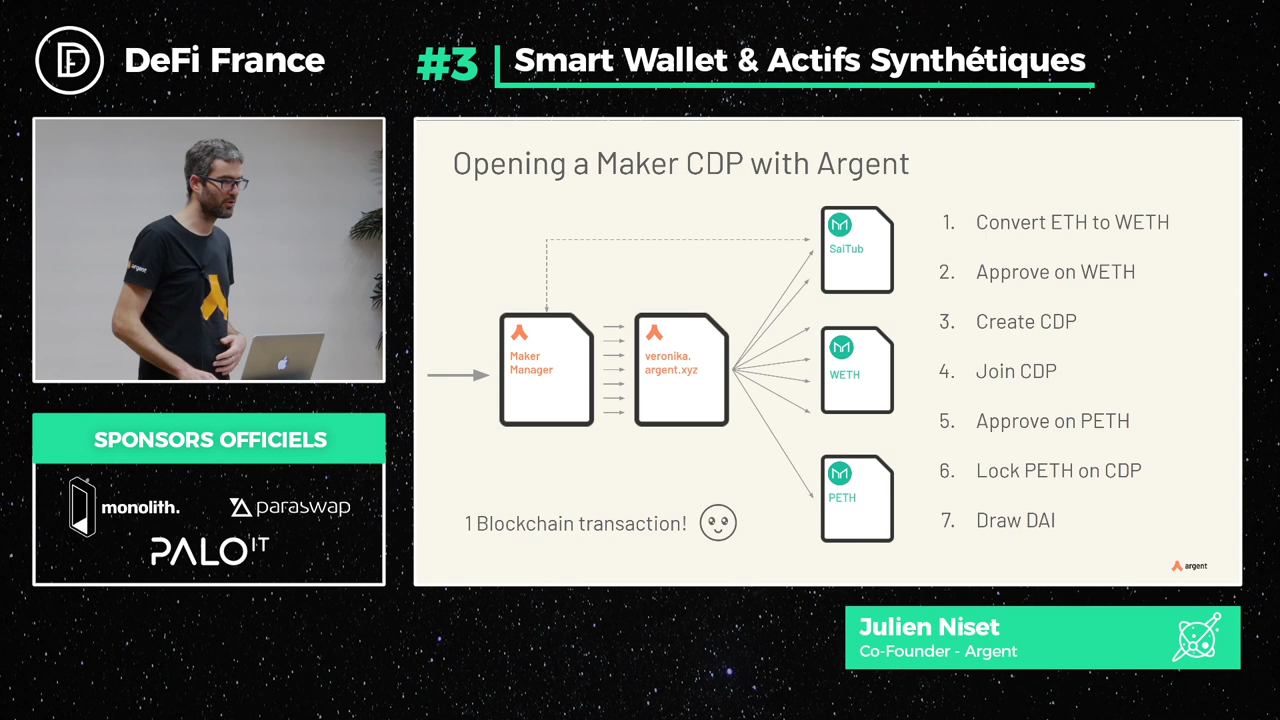 DeFi France
#3 Smart Wallet & Actifs Synthétiques
argent
SPONSORS OFFICIELS
monolith.
paraswap
PALO IT
Opening a Maker CDP with Argent
Maker
Manager
veronika.
argent.xyz
SaiTub
WETH
PETH
1 Blockchain transaction!
1. Convert ETH to WETH
2. Approve on WETH
3. Create CDP
4. Join CDP
5. Approve on PETH
6. Lock PETH on CDP
7. Draw DAI
argent
Julien Niset
Co-Founder - Argent